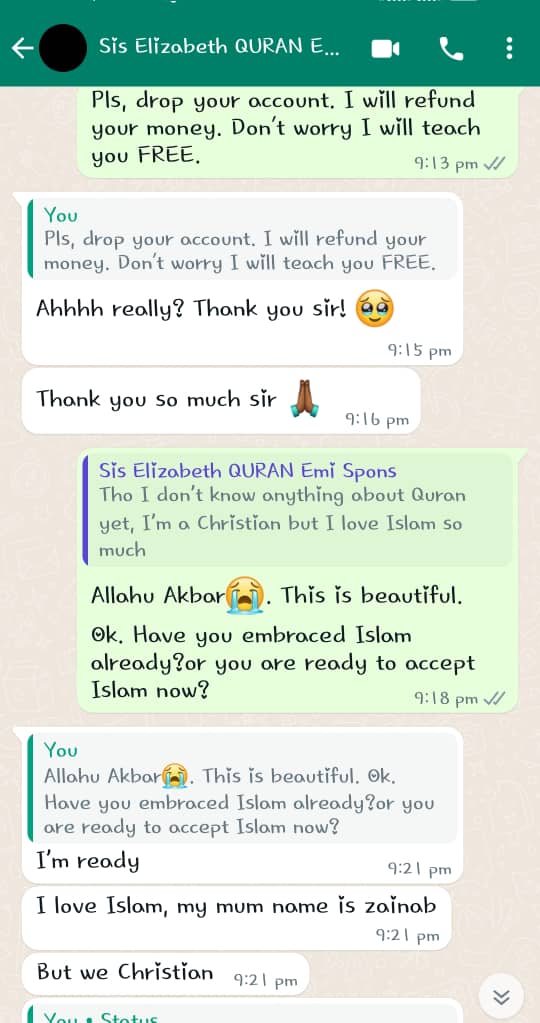 Sis Elizabeth QURAN E...
Pls, drop your account. I will refund
your money. Don't worry I will teach
you FREE.
9:13 pm
You
Pls, drop your account. I will refund your
money. Don't worry I will teach you FREE.
Ahhhh really? Thank you sir! 🥹
9:15 pm
Thank you so much sir 🙏🏾
9:16 pm
Sis Elizabeth QURAN Emi Spons
Tho I don't know anything about Quran
yet, I'm a Christian but I love Islam so
much
Allahu Akbar😭. This is beautiful.
Ok. Have you embraced Islam
already?or you are ready to accept
Islam now?
9:18 pm
You
Allahu Akbar😭. This is beautiful. Ok.
Have you embraced Islam already?or you
are ready to accept Islam now?
I'm ready
9:21 pm
I love Islam, my mum name is zainab
9:21 pm
But we Christian
9:21 pm
You • Status